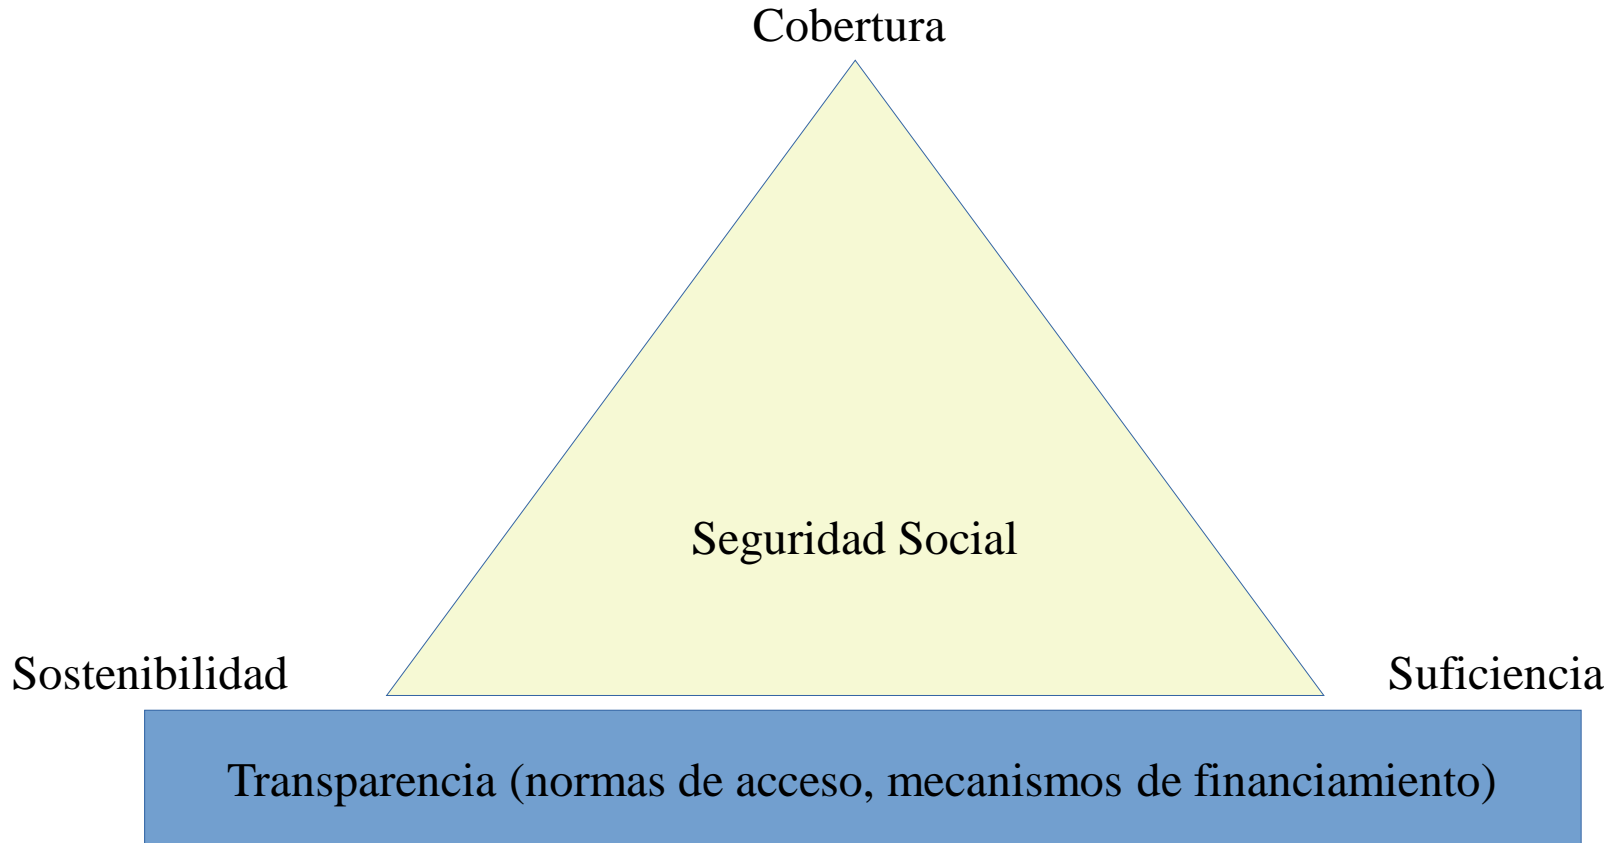 Cobertura
Seguridad Social
Sostenibilidad
Suficiencia
Transparencia (normas de acceso, mecanismos de financiamiento)